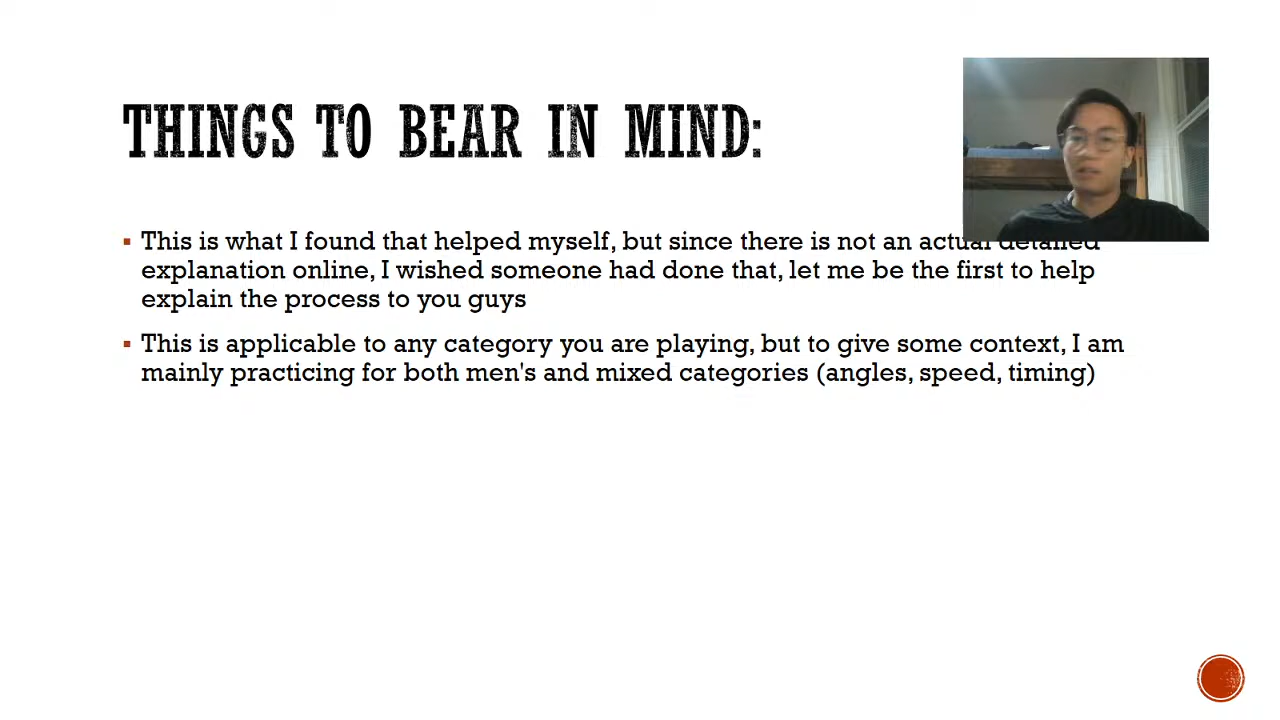 THINGS TO BEAR IN MIND:
This is what I found that helped myself, but since there is not an actual detailed
explanation online, I wished someone had done that, let me be the first to help
explain the process to you guys
This is applicable to any category you are playing, but to give some context, I am
mainly practicing for both men's and mixed categories (angles, speed, timing)